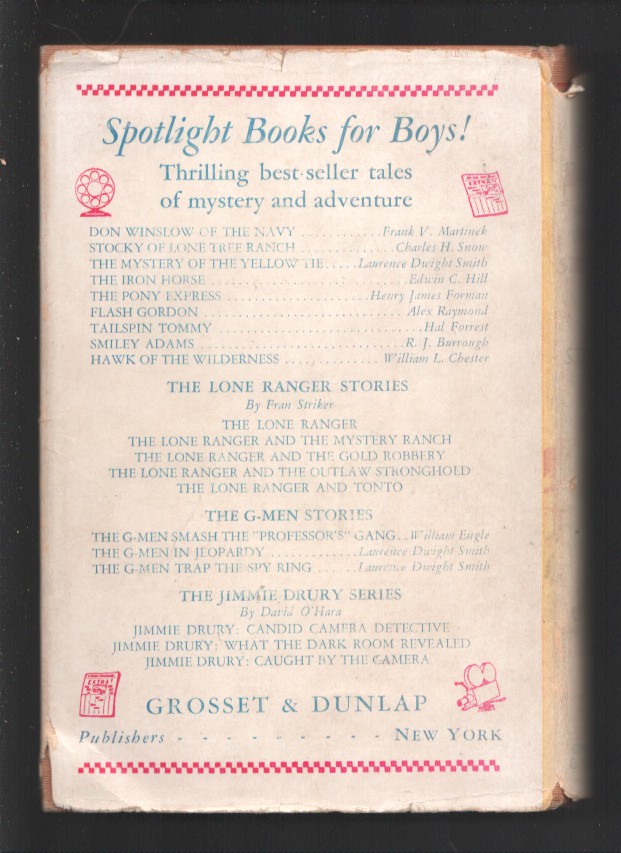 Spotlight Books for Boys!
Thrilling best-seller tales
of mystery and adventure
EXTRA!
DON WINSLOW OF THE NAVY ............Frank V. Martinek
STOCKY OF LONE TREE RANCH ..............Charles H. Snow
THE MYSTERY OF THE YELLOW TIE.....Laurence Dwight Smith
THE IRON HORSE .............................Edwin C. Hill
THE PONY EXPRESS ......................Henry James Forman
FLASH GORDON ...............................Alex Raymond
TAILSPIN TOMMY ...............................Hal Forrest
SMILEY ADAMS ................................R. J. Burrough
HAWK OF THE WILDERNESS ..............William L. Chester
THE LONE RANGER STORIES
By Fran Striker
THE LONE RANGER
THE LONE RANGER AND THE MYSTERY RANCH
THE LONE RANGER AND THE GOLD ROBBERY
THE LONE RANGER AND THE OUTLAW STRONGHOLD
THE LONE RANGER AND TONTO
THE G-MEN STORIES
THE G-MEN SMASH THE "PROFESSOR'S" GANG..William Engle
THE G-MEN IN JEOPARDY .............Laurence Dwight Smith
THE G-MEN TRAP THE SPY RING ......Laurence Dwight Smith
THE JIMMIE DRURY SERIES
By David O'Hara
JIMMIE DRURY: CANDID CAMERA DETECTIVE
JIMMIE DRURY: WHAT THE DARK ROOM REVEALED
JIMMIE DRURY: CAUGHT BY THE CAMERA
EXTRA!
GROSSET & DUNLAP
Publishers - - - - - - - - - NEW YORK